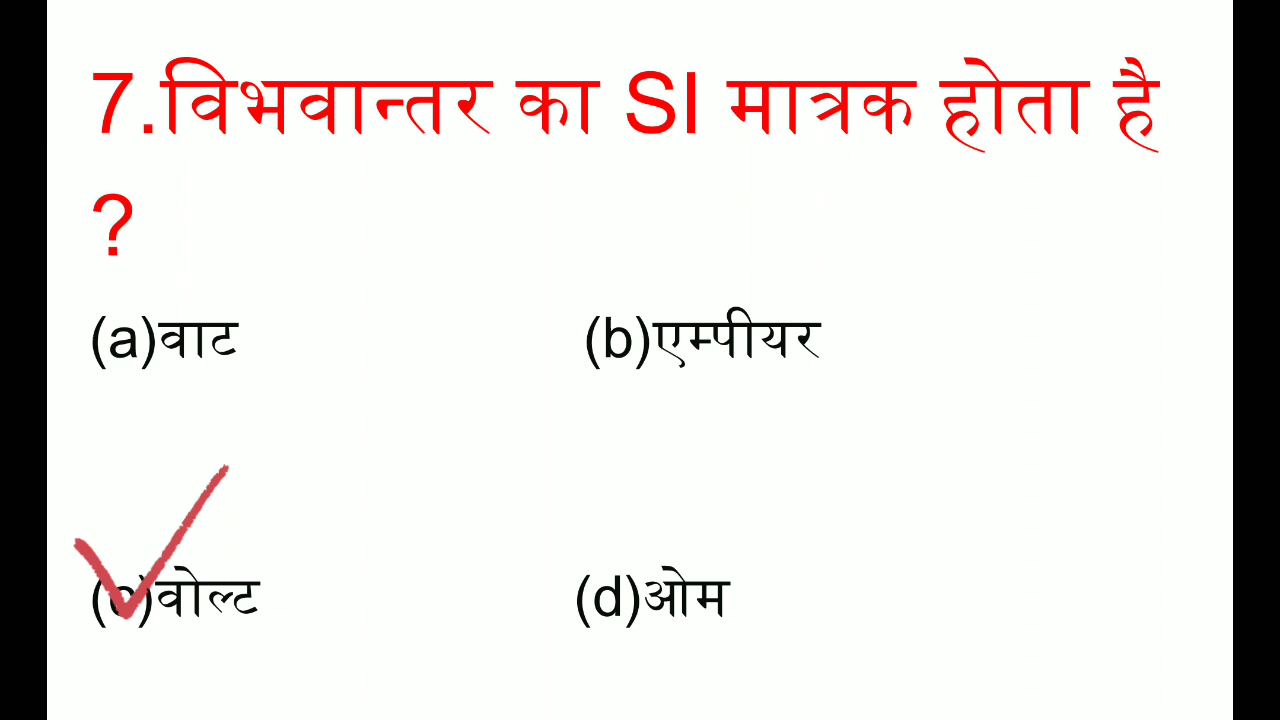 7.विभवान्तर का SI मात्रक होता है
?
(a)वाट (b)एम्पीयर
(c)वोल्ट (d)ओम